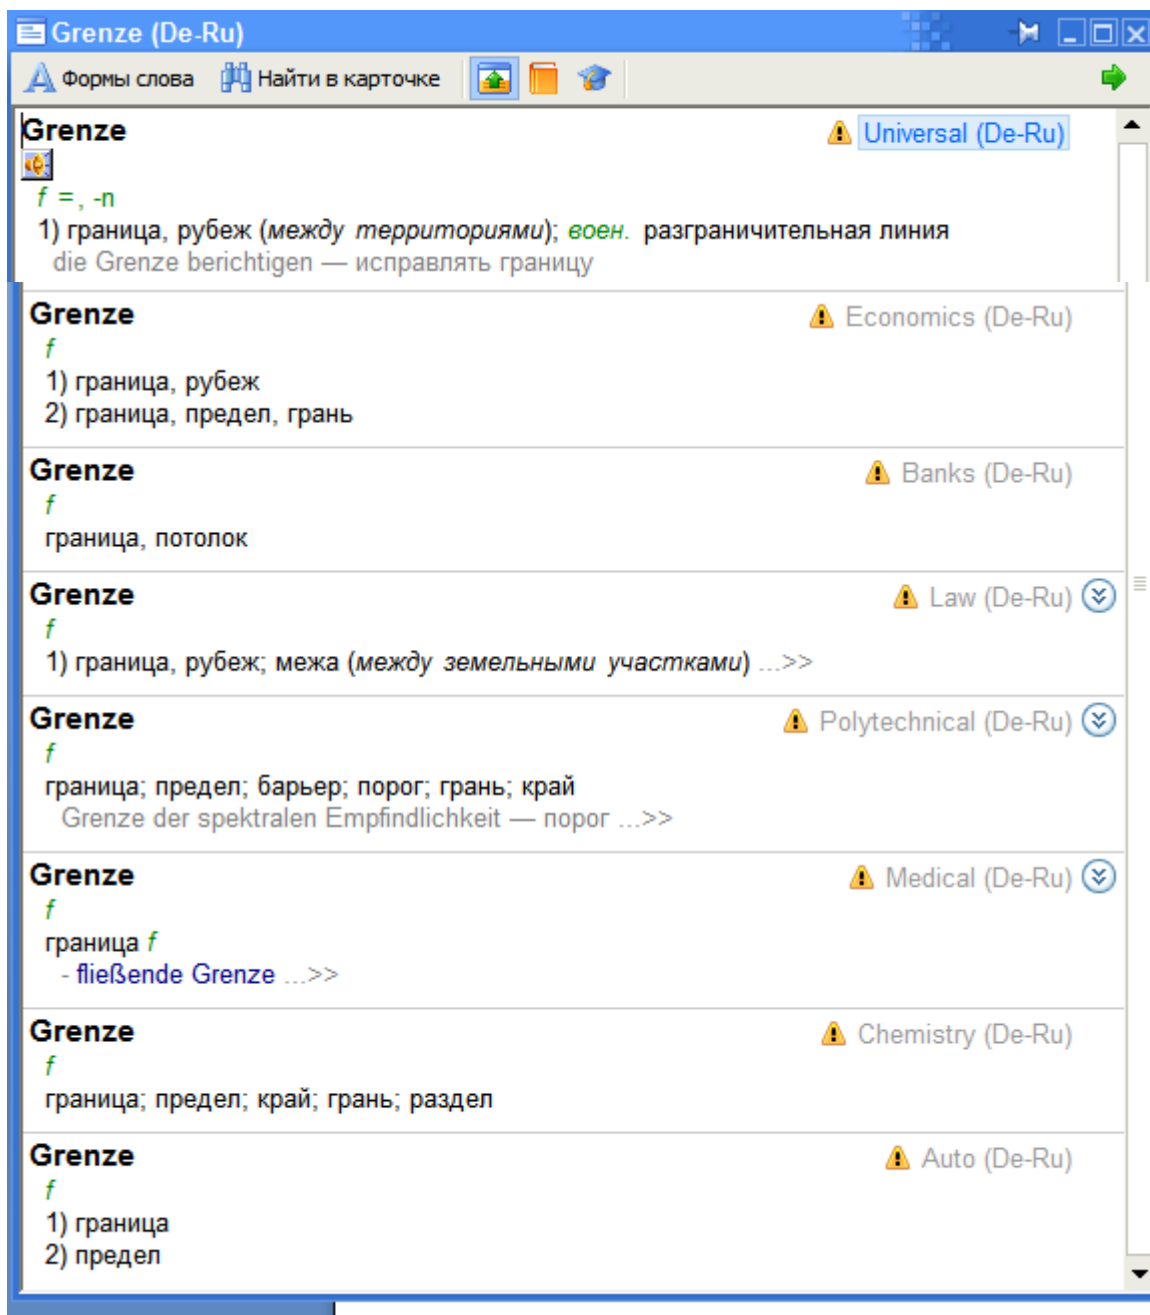 Grenze (De-Ru)
Формы слова Найти в карточке
Grenze Universal (De-Ru)
f =, -n
1) граница, рубеж (между территориями); воен. разграничительная линия
die Grenze berichtigen — исправлять границу
Grenze Economics (De-Ru)
f
1) граница, рубеж
2) граница, предел, грань
Grenze Banks (De-Ru)
f
граница, потолок
Grenze Law (De-Ru)
f
1) граница, рубеж; межа (между земельными участками) ...>>
Grenze Polytechnical (De-Ru)
f
граница; предел; барьер; порог; грань; край
Grenze der spektralen Empfindlichkeit — порог ...>>
Grenze Medical (De-Ru)
f
граница f
- fließende Grenze ...>>
Grenze Chemistry (De-Ru)
f
граница; предел; край; грань; раздел
Grenze Auto (De-Ru)
f
1) граница
2) предел